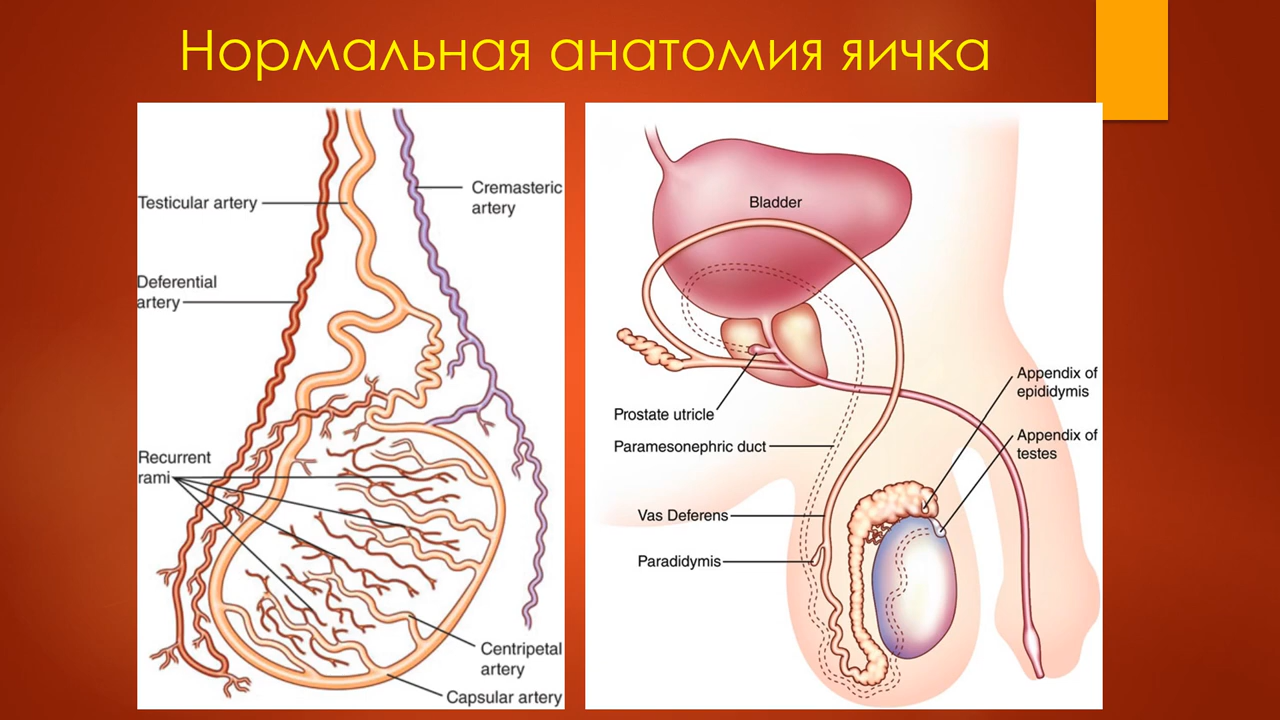 Нормальная анатомия яичка
Testicular artery
Cremasteric
artery
Deferential
artery
Recurrent
rami
Centripetal
artery
Capsular artery
Bladder
Prostate utricle
Paramesonephric duct
Vas Deferens
Paradidymis
Appendix of
epididymis
Appendix of
testes